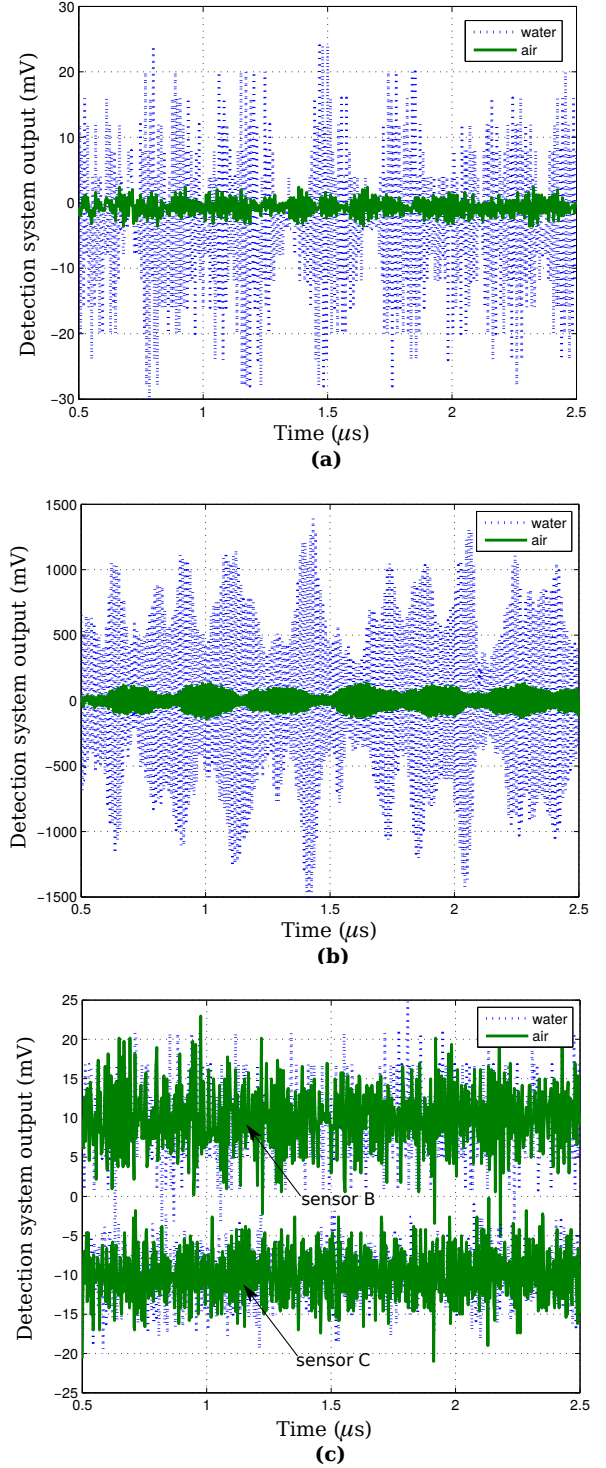 30
20
10
0
−10
−20
−30
Detection system output (mV)
water
air
0.5 1 1.5 2 2.5
Time (μs)
(a)
1500
1000
500
0
−500
−1000
−1500
Detection system output (mV)
water
air
0.5 1 1.5 2 2.5
Time (μs)
(b)
25
20
15
10
5
0
−5
−10
−15
−20
−25
Detection system output (mV)
water
air
sensor B
sensor C
0.5 1 1.5 2 2.5
Time (μs)
(c)